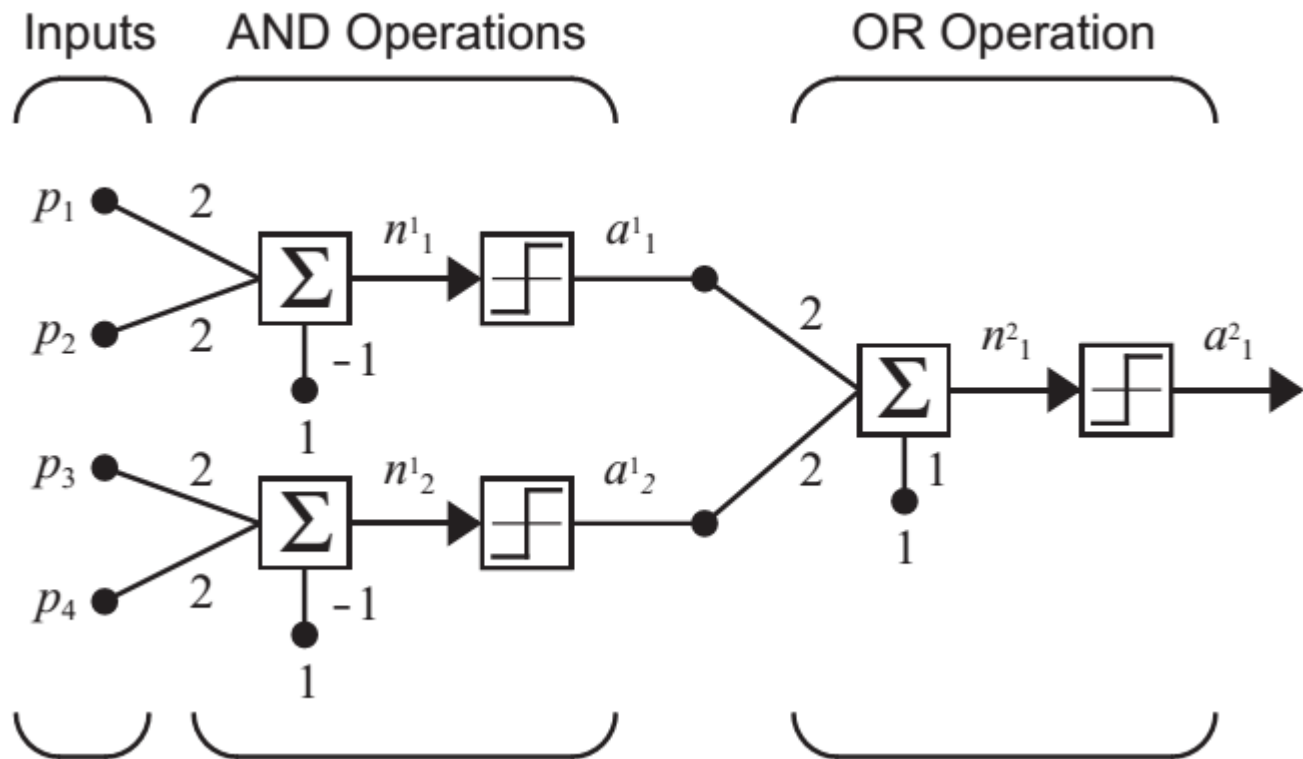 Inputs AND Operations OR Operation
p₁ 2 Σ n¹₁ a¹₁
p₂ 2 -1
1
2 Σ n²₁ a²₁
2 1
1
p₃ 2 Σ n¹₂ a¹₂
p₄ 2 -1
1